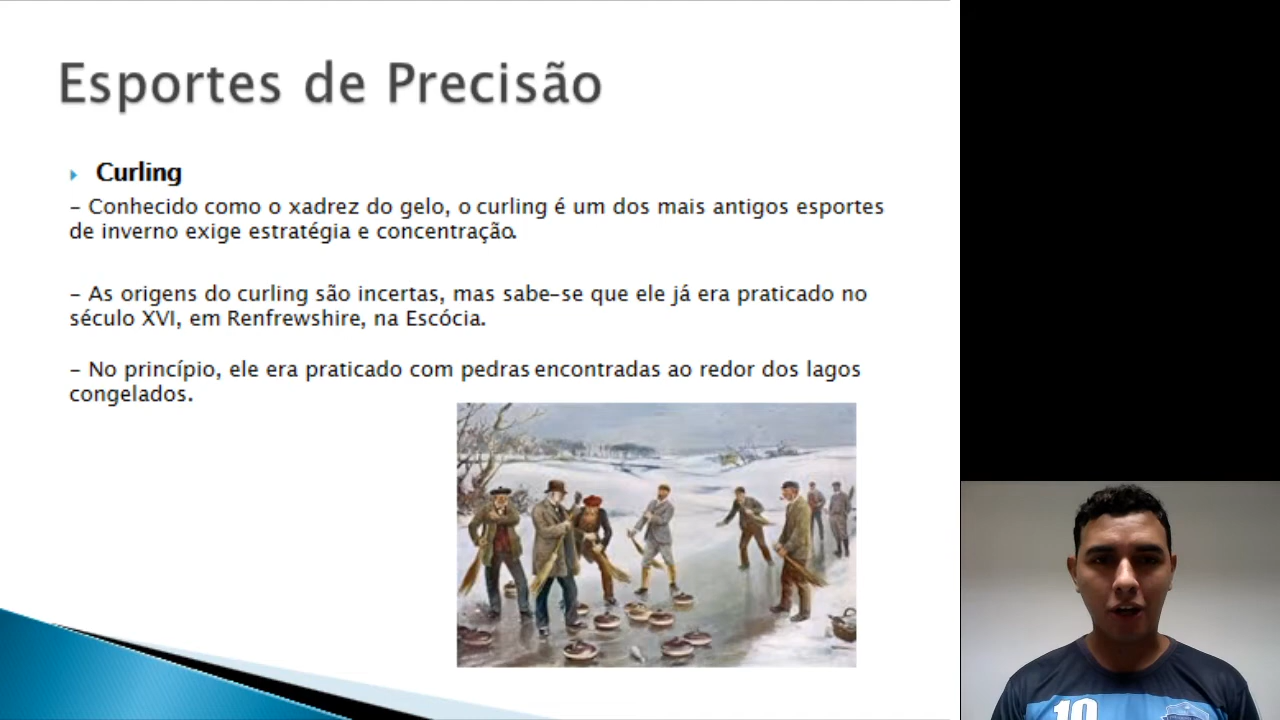 Esportes de Precisão
Curling
- Conhecido como o xadrez do gelo, o curling é um dos mais antigos esportes
de inverno exige estratégia e concentração.
- As origens do curling são incertas, mas sabe-se que ele já era praticado no
século XVI, em Renfrewshire, na Escócia.
- No princípio, ele era praticado com pedras encontradas ao redor dos lagos
congelados.
10